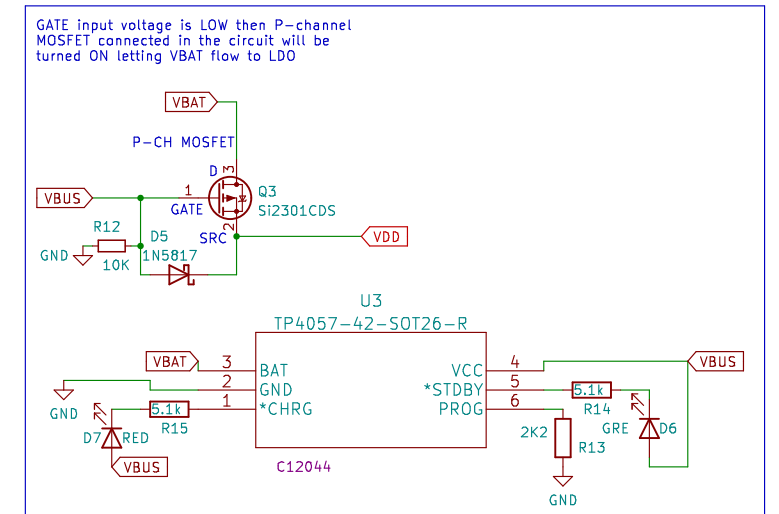 GATE input voltage is LOW then P-channel
MOSFET connected in the circuit will be
turned ON letting VBAT flow to LDO
VBAT
P-CH MOSFET
D 3
VBUS
1
Q3
GATE
Si2301CDS
R12
2
SRC
VDD
D5
GND
1N5817
10K
U3
TP4057-42-SOT26-R
VBAT
3
BAT
VCC
4
VBUS
2
GND
*STDBY
5
5.1k
GND
5.1k
1
*CHRG
PROG
6
R14
D7
RED
R15
2K2
GRE
D6
R13
VBUS
C12044
GND